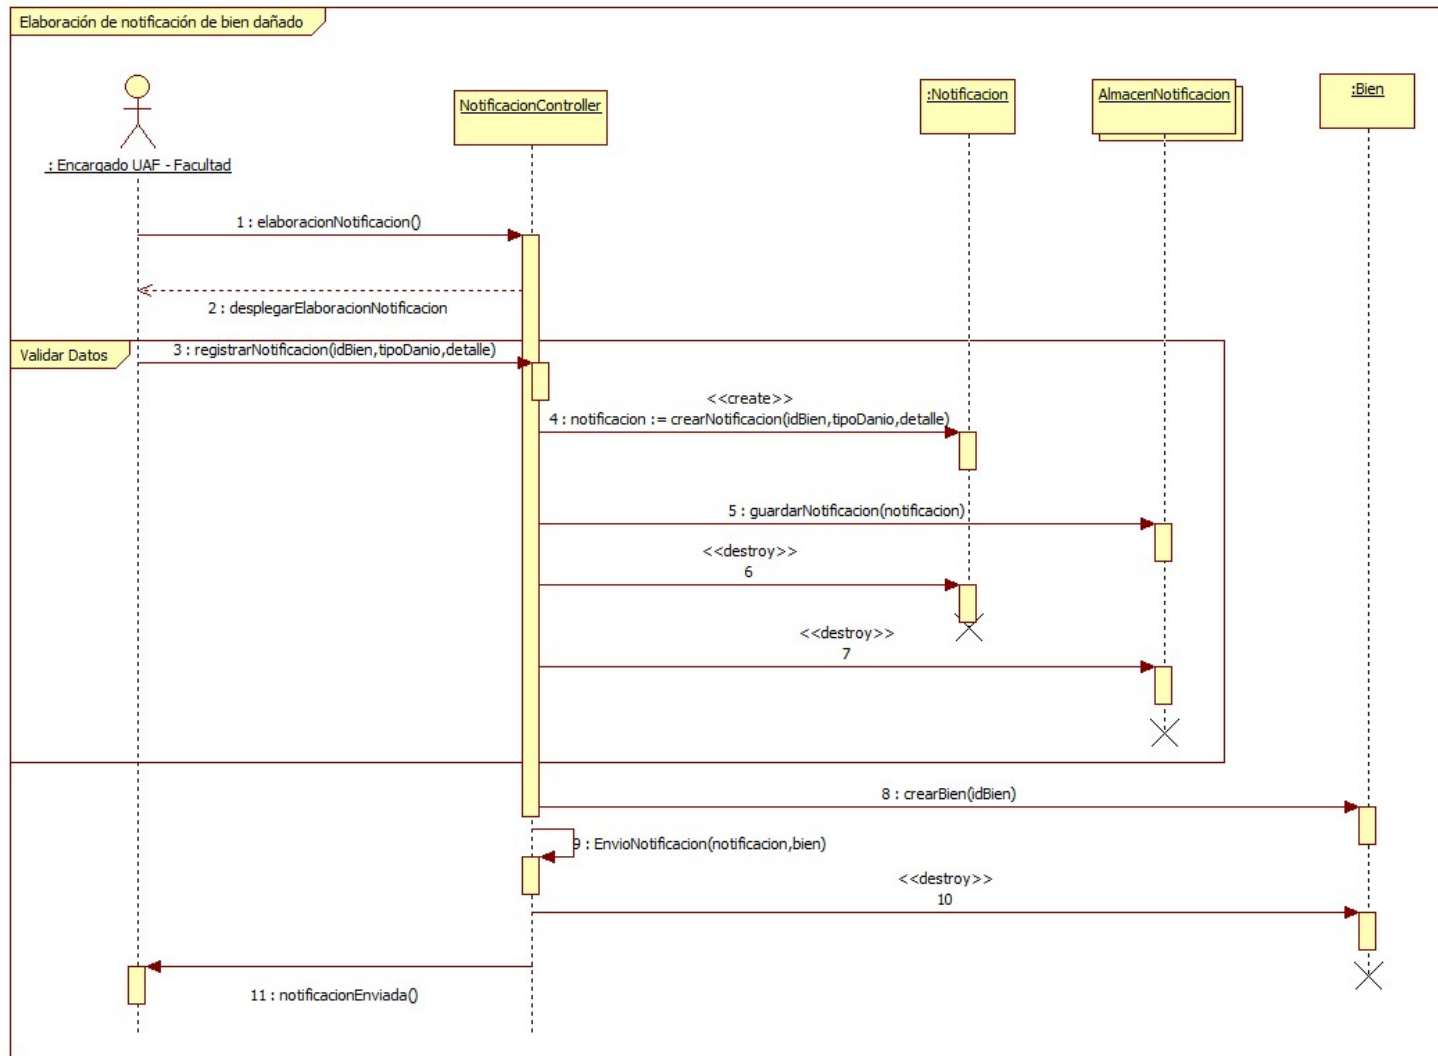 Elaboración de notificación de bien dañado
: Encargado UAF - Facultad
NotificacionController
:Notificacion
AlmacenNotificacion
:Bien
1 : elaboracionNotificacion()
2 : desplegarElaboracionNotificacion
Validar Datos
3 : registrarNotificacion(idBien,tipoDanio,detalle)
<<create>>
4 : notificacion := crearNotificacion(idBien,tipoDanio,detalle)
5 : guardarNotificacion(notificacion)
<<destroy>>
6
<<destroy>>
7
8 : crearBien(idBien)
9 : EnvioNotificacion(notificacion,bien)
<<destroy>>
10
11 : notificacionEnviada()